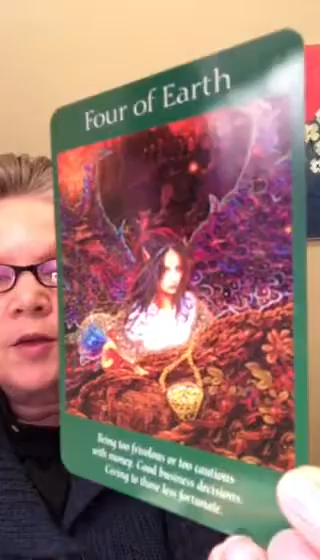 Four of Earth
Being too frivolous or too cautious
with money. Good business decisions.
Giving to those less fortunate.